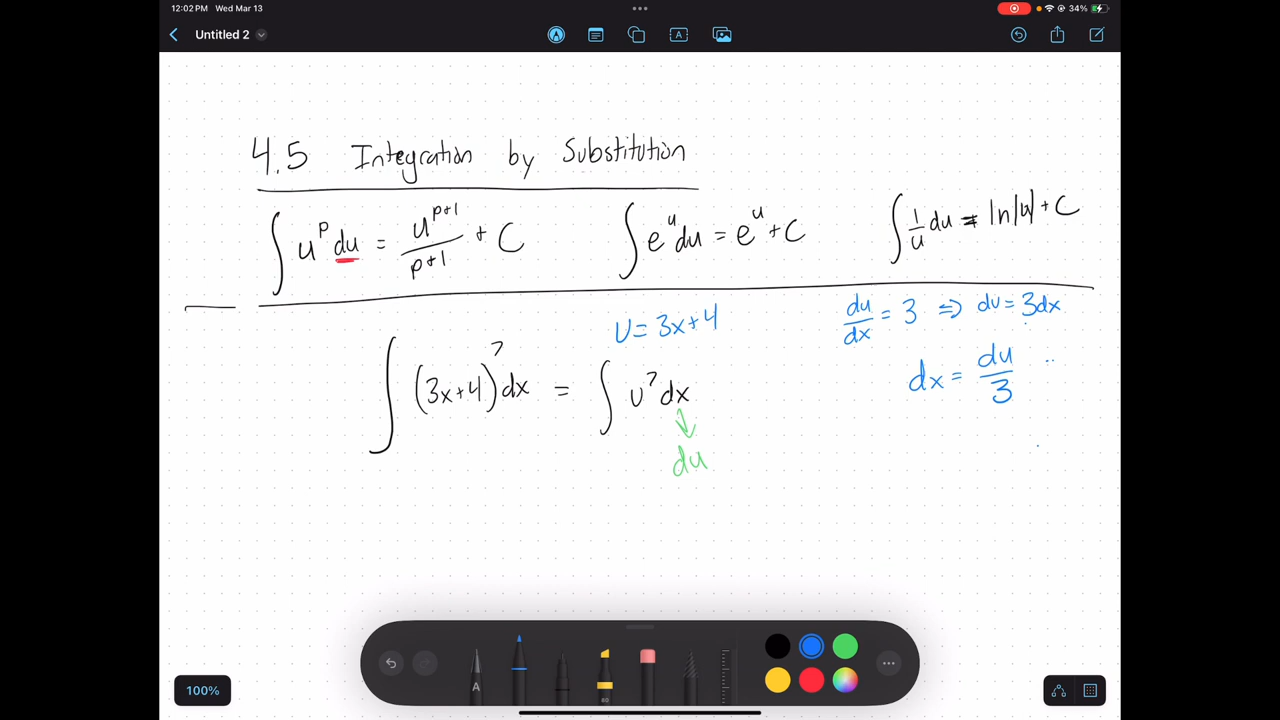 12:02 PM Wed Mar 13
34%
Untitled 2
4.5 Integration by Substitution
∫ u^p du = u^(p+1)/(p+1) + C
∫ e^u du = e^u + C
∫ 1/u du = ln|u| + C
u = 3x+4
du/dx = 3 ⇒ du = 3dx
∫ (3x+4)^7 dx = ∫ u^7 dx
dx = du/3
du
A
80
100%